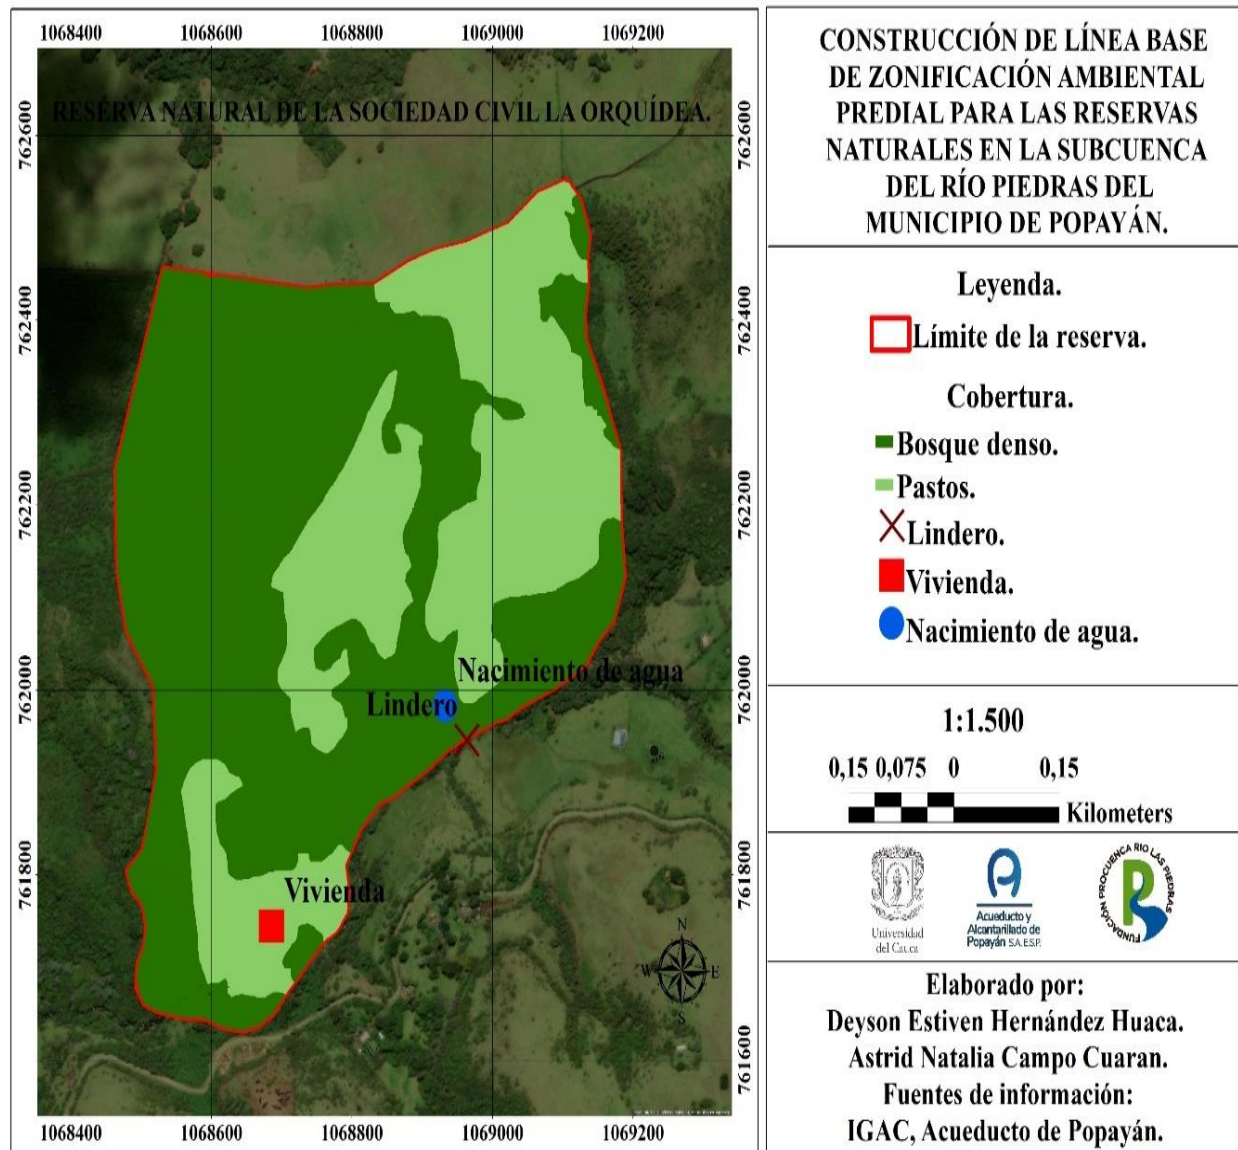 1068400 1068600 1068800 1069000 1069200
RESERVA NATURAL DE LA SOCIEDAD CIVIL LA ORQUÍDEA.
762600 762600
762400 762400
762200 762200
762000 762000
761800 761800
761600
Nacimiento de agua
Lindero
Vivienda
N
W E
S
1068400 1068600 1068800 1069000 1069200
CONSTRUCCIÓN DE LÍNEA BASE
DE ZONIFICACIÓN AMBIENTAL
PREDIAL PARA LAS RESERVAS
NATURALES EN LA SUBCUENCA
DEL RÍO PIEDRAS DEL
MUNICIPIO DE POPAYÁN.
Leyenda.
Límite de la reserva.
Cobertura.
Bosque denso.
Pastos.
Lindero.
Vivienda.
Nacimiento de agua.
1:1.500
0,15 0,075 0 0,15
Kilometers
Universidad
del Cauca
Acueducto y
Alcantarillado de
Popayán S.A.E.S.P.
FUNDACIÓN PROCUENCA RIO LAS PIEDRAS
Elaborado por:
Deyson Estiven Hernández Huaca.
Astrid Natalia Campo Cuaran.
Fuentes de información:
IGAC, Acueducto de Popayán.